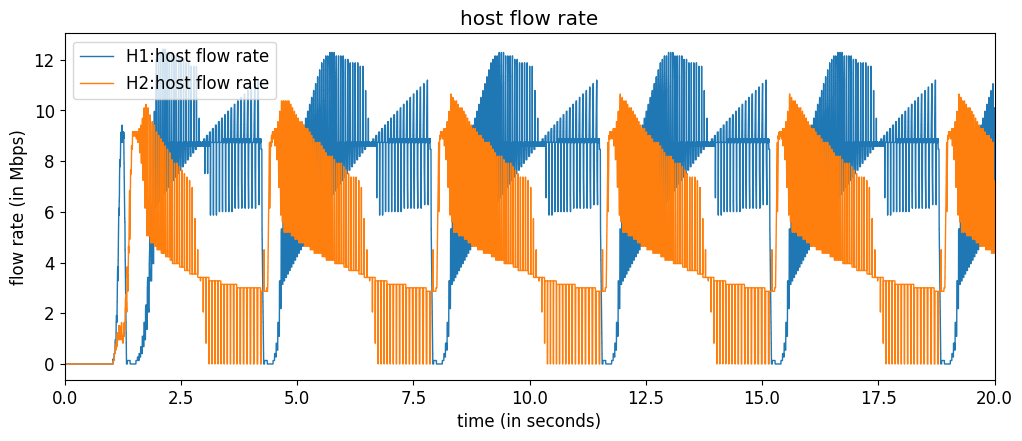 host flow rate
H1:host flow rate
H2:host flow rate
flow rate (in Mbps)
12
10
8
6
4
2
0
0.0 2.5 5.0 7.5 10.0 12.5 15.0 17.5 20.0
time (in seconds)